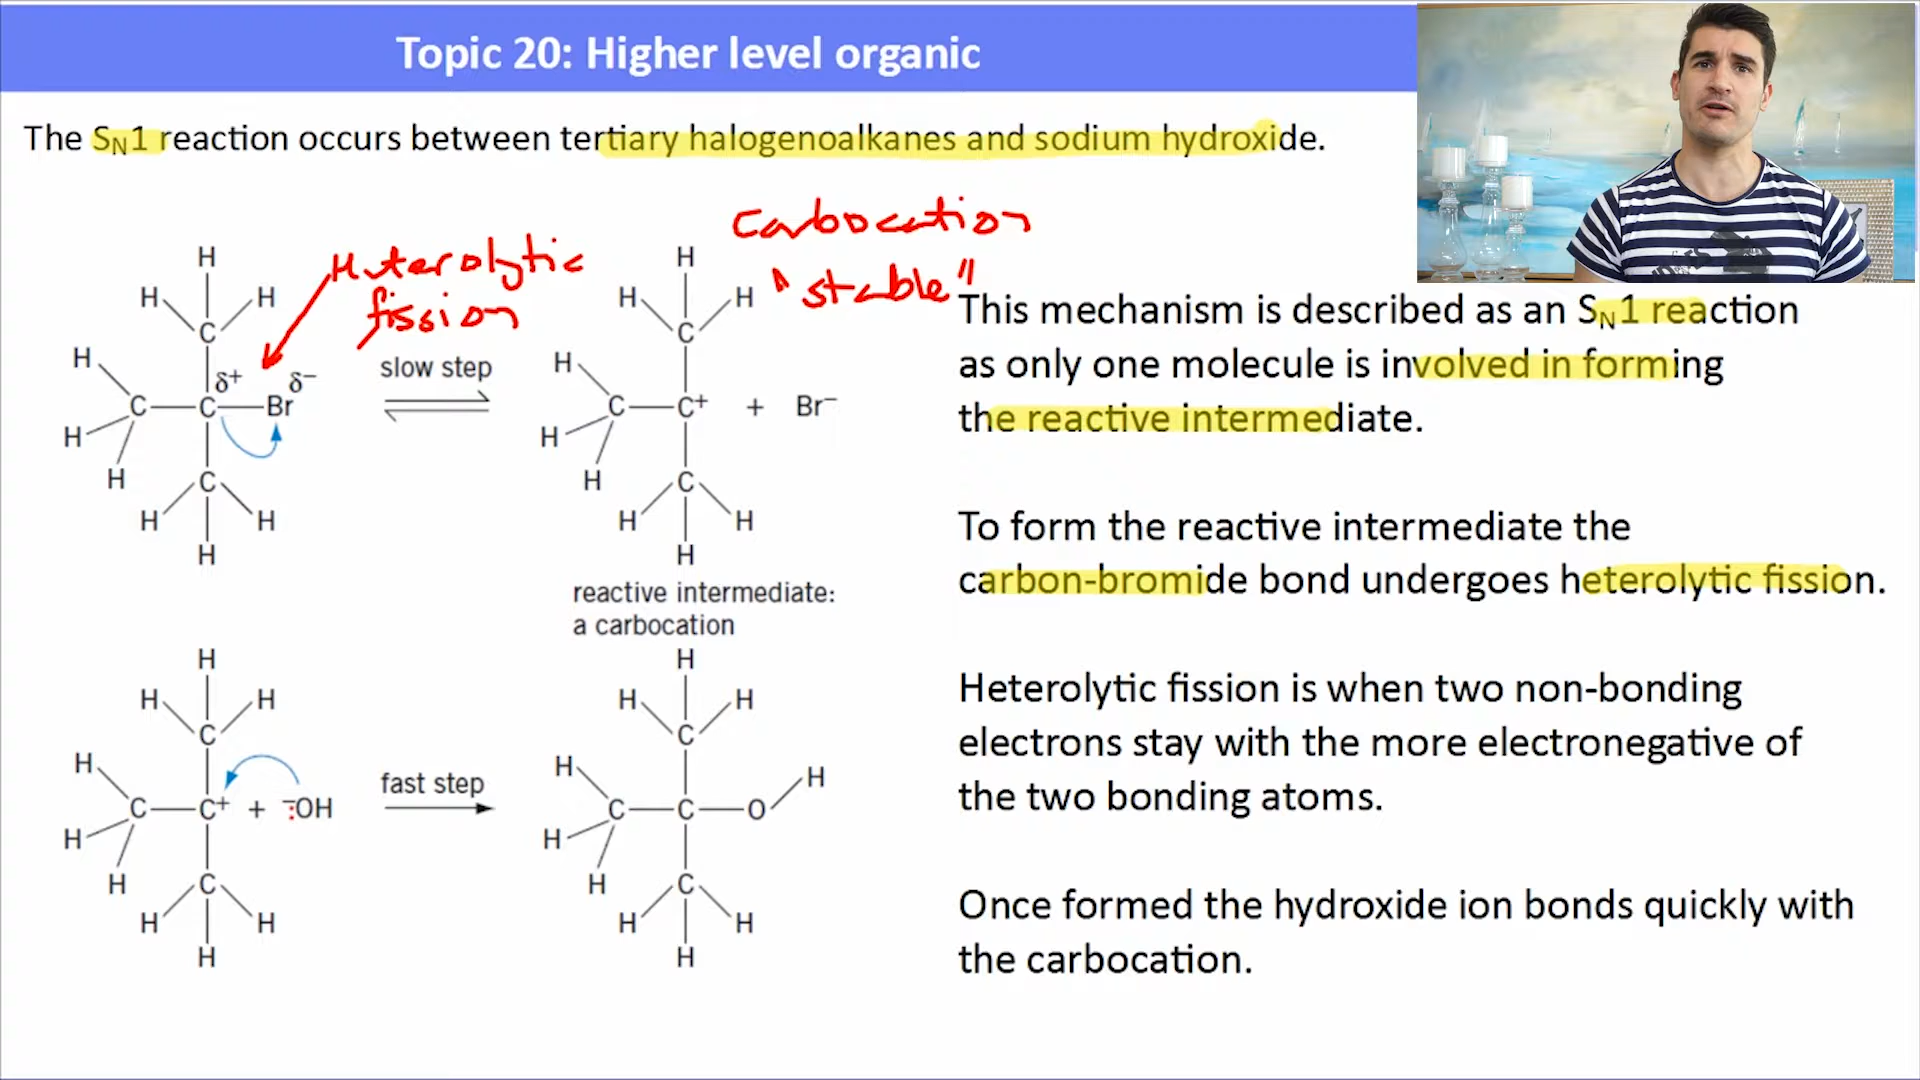 Topic 20: Higher level organic
The SN1 reaction occurs between tertiary halogenoalkanes and sodium hydroxide.
Heterolytic
fission
Carbocation
"stable"
H
H H
H C
δ+ δ−
C C Br
H
H C
H H
H
slow step
H
H H
H C
C C+ + Br−
H
H C
H H
H
reactive intermediate:
a carbocation
H
H H
H C
C C+ + −:OH
H
H C
H H
H
fast step
H
H H
H C H
C C O
H
H C
H H
H
This mechanism is described as an SN1 reaction
as only one molecule is involved in forming
the reactive intermediate.
To form the reactive intermediate the
carbon-bromide bond undergoes heterolytic fission.
Heterolytic fission is when two non-bonding
electrons stay with the more electronegative of
the two bonding atoms.
Once formed the hydroxide ion bonds quickly with
the carbocation.